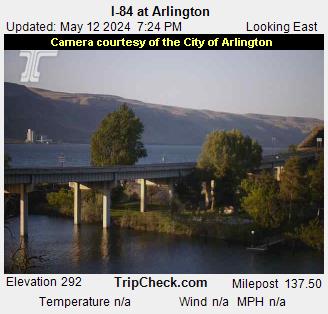 I-84 at Arlington
Updated: May 12 2024 7:24 PM Looking East
Camera courtesy of the City of Arlington
Elevation 292 TripCheck.com Milepost 137.50
Temperature n/a Wind n/a MPH n/a